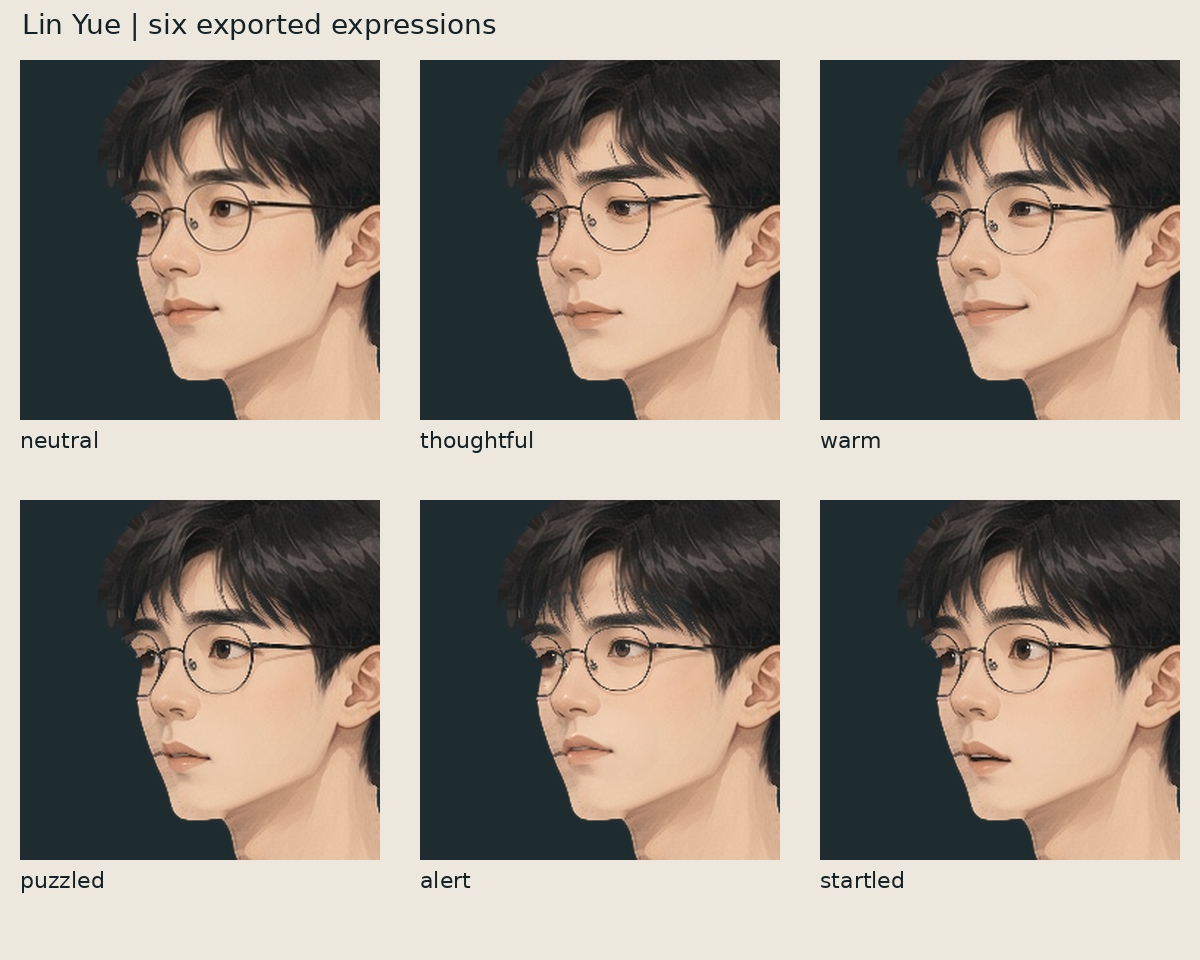 Lin Yue | six exported expressions
neutral
thoughtful
warm
puzzled
alert
startled